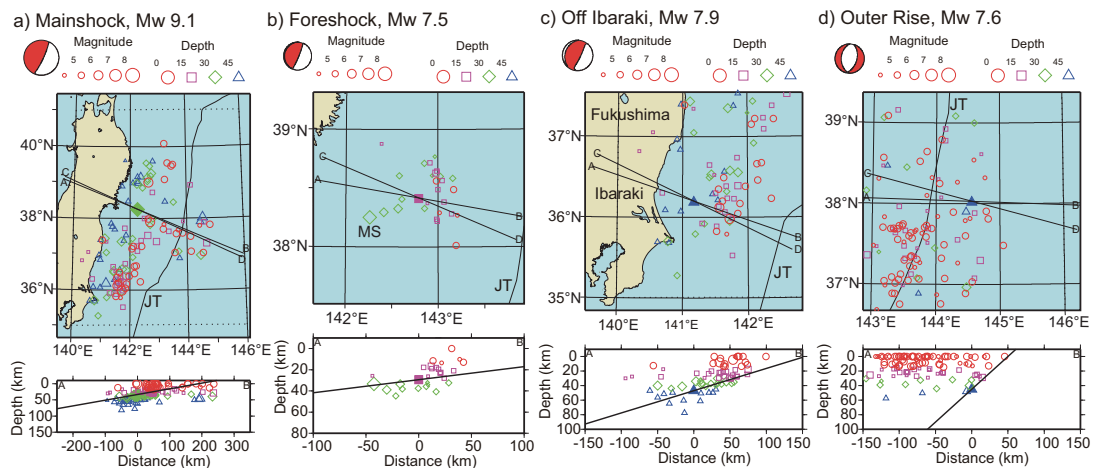 a) Mainshock, Mw 9.1
Magnitude
Depth
5 6 7 8
0 15 30 45
40°N
38°N
36°N
C
A
B
D
JT
140°E 142°E 144°E 146°E
A B
Depth (km)
0
50
100
150
-200 -100 0 100 200 300
Distance (km)
b) Foreshock, Mw 7.5
Magnitude
Depth
5 6 7 8
0 15 30 45
39°N
38°N
C
A
B
D
MS
JT
142°E 143°E
A B
Depth (km)
0
20
40
60
80
-100 -50 0 50 100
Distance (km)
c) Off Ibaraki, Mw 7.9
Magnitude
Depth
5 6 7 8
0 15 30 45
Fukushima
JT
37°N
C
A
Ibaraki
36°N
B
D
JT
35°N
140°E 141°E 142°E
A B
Depth (km)
0
20
40
60
80
100
-150 -100 -50 0 50 100 150
Distance (km)
d) Outer Rise, Mw 7.6
Magnitude
Depth
5 6 7 8
0 15 30 45
JT
39°N
C
A
38°N
B
D
37°N
143°E 144°E 145°E 146°E
A B
Depth (km)
0
20
40
60
80
100
-150 -100 -50 0 50 100 150
Distance (km)